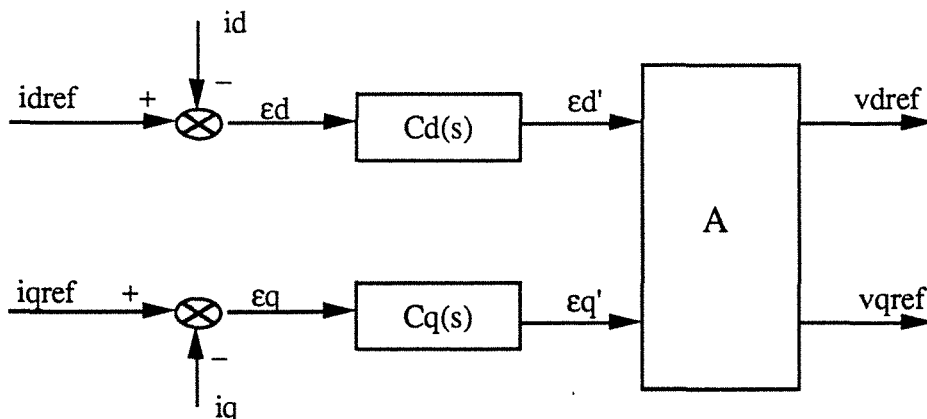 id
−
idref
+
εd
Cd(s)
εd'
vdref
A
iqref
+
εq
Cq(s)
εq'
vqref
−
iq